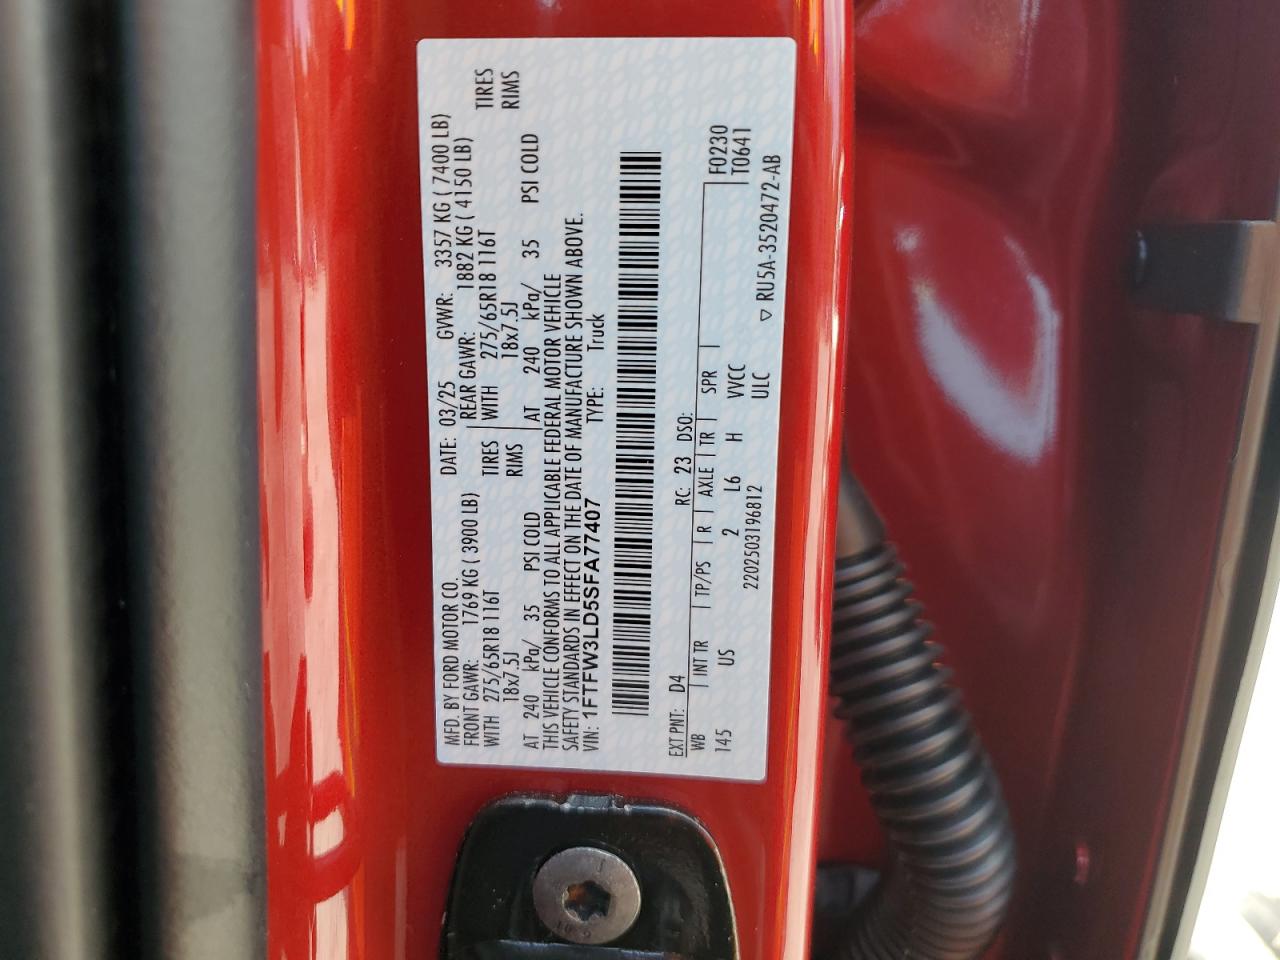 MFD. BY FORD MOTOR CO.
DATE: 03/25 GVWR: 3357 KG ( 7400 LB)
FRONT GAWR: 1769 KG ( 3900 LB)
REAR GAWR: 1882 KG ( 4150 LB)
WITH 275/65R18 116T TIRES
WITH 275/65R18 116T TIRES
18x7.5J RIMS
18x7.5J RIMS
AT 240 kPa/ 35 PSI COLD
AT 240 kPa/ 35 PSI COLD
THIS VEHICLE CONFORMS TO ALL APPLICABLE FEDERAL MOTOR VEHICLE
SAFETY STANDARDS IN EFFECT ON THE DATE OF MANUFACTURE SHOWN ABOVE.
VIN: 1FTFW3LD5SFA77407 TYPE: Truck
EXT PNT: D4 RC: 23 DSO:
WB INT TR TP/PS R AXLE TR SPR F0230
145 US 2 L6 H VVCC T0641
2202503196812 ULC
▽ RU5A-3520472-AB
10.9